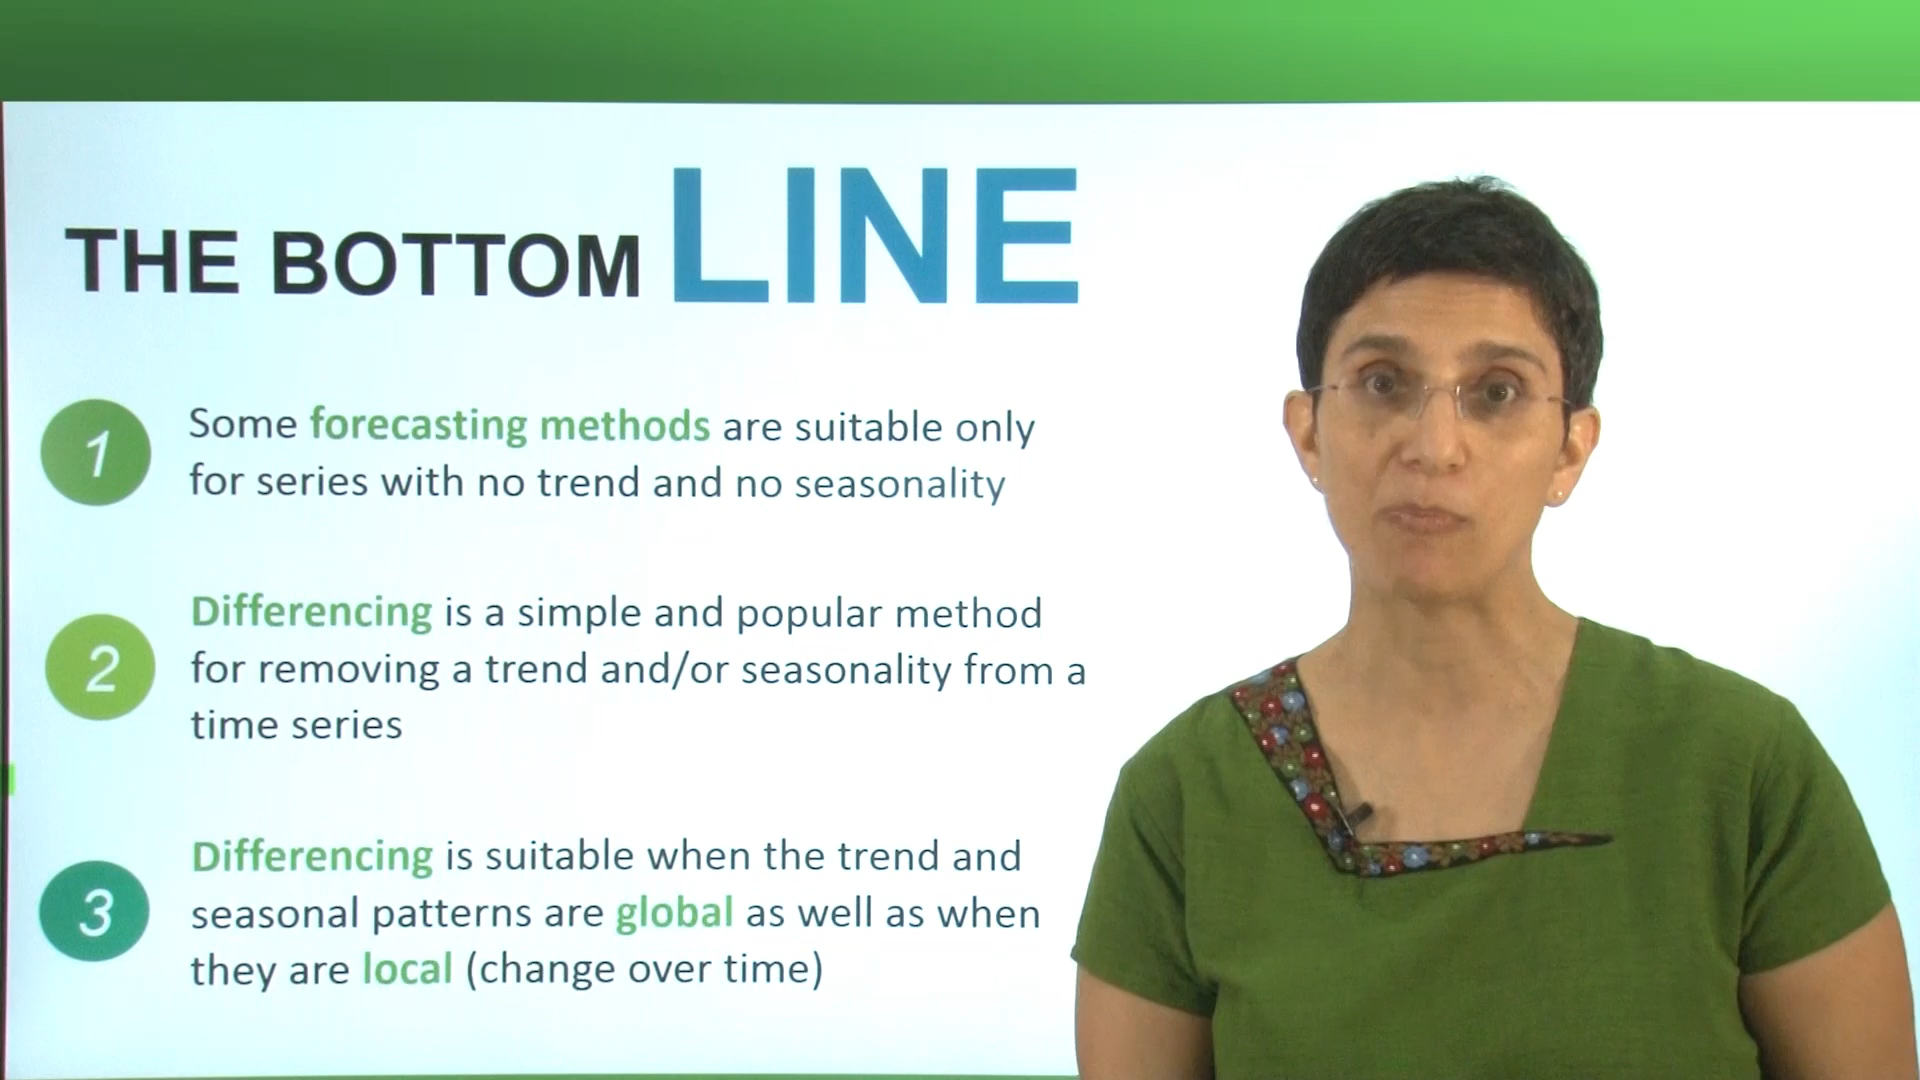 THE BOTTOM LINE
1
Some forecasting methods are suitable only
for series with no trend and no seasonality
2
Differencing is a simple and popular method
for removing a trend and/or seasonality from a
time series
3
Differencing is suitable when the trend and
seasonal patterns are global as well as when
they are local (change over time)